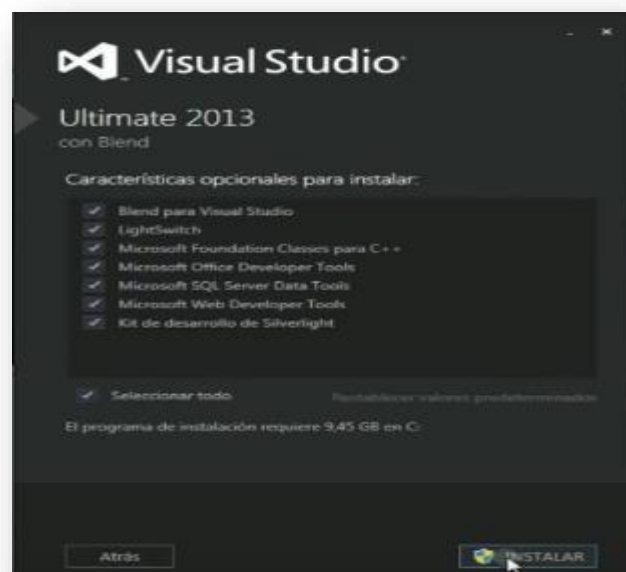 Visual Studio
Ultimate 2013
con Blend
Características opcionales para instalar:
Blend para Visual Studio
LightSwitch
Microsoft Foundation Classes para C++
Microsoft Office Developer Tools
Microsoft SQL Server Data Tools
Microsoft Web Developer Tools
Kit de desarrollo de Silverlight
Seleccionar todo
Restablecer valores predeterminados
El programa de instalación requiere 9,45 GB en C:
Atrás
INSTALAR